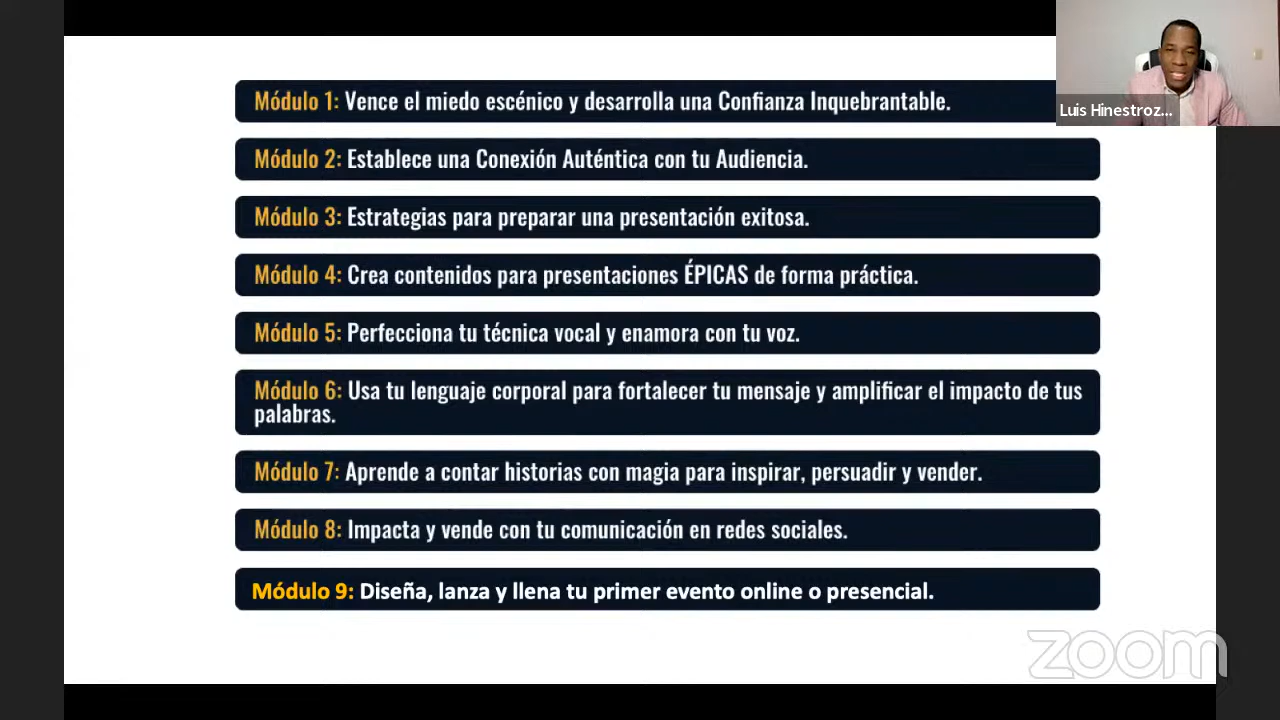 Módulo 1: Vence el miedo escénico y desarrolla una Confianza Inquebrantable.
Luis Hinestroz...
Módulo 2: Establece una Conexión Auténtica con tu Audiencia.
Módulo 3: Estrategias para preparar una presentación exitosa.
Módulo 4: Crea contenidos para presentaciones ÉPICAS de forma práctica.
Módulo 5: Perfecciona tu técnica vocal y enamora con tu voz.
Módulo 6: Usa tu lenguaje corporal para fortalecer tu mensaje y amplificar el impacto de tus
palabras.
Módulo 7: Aprende a contar historias con magia para inspirar, persuadir y vender.
Módulo 8: Impacta y vende con tu comunicación en redes sociales.
Módulo 9: Diseña, lanza y llena tu primer evento online o presencial.
zoom